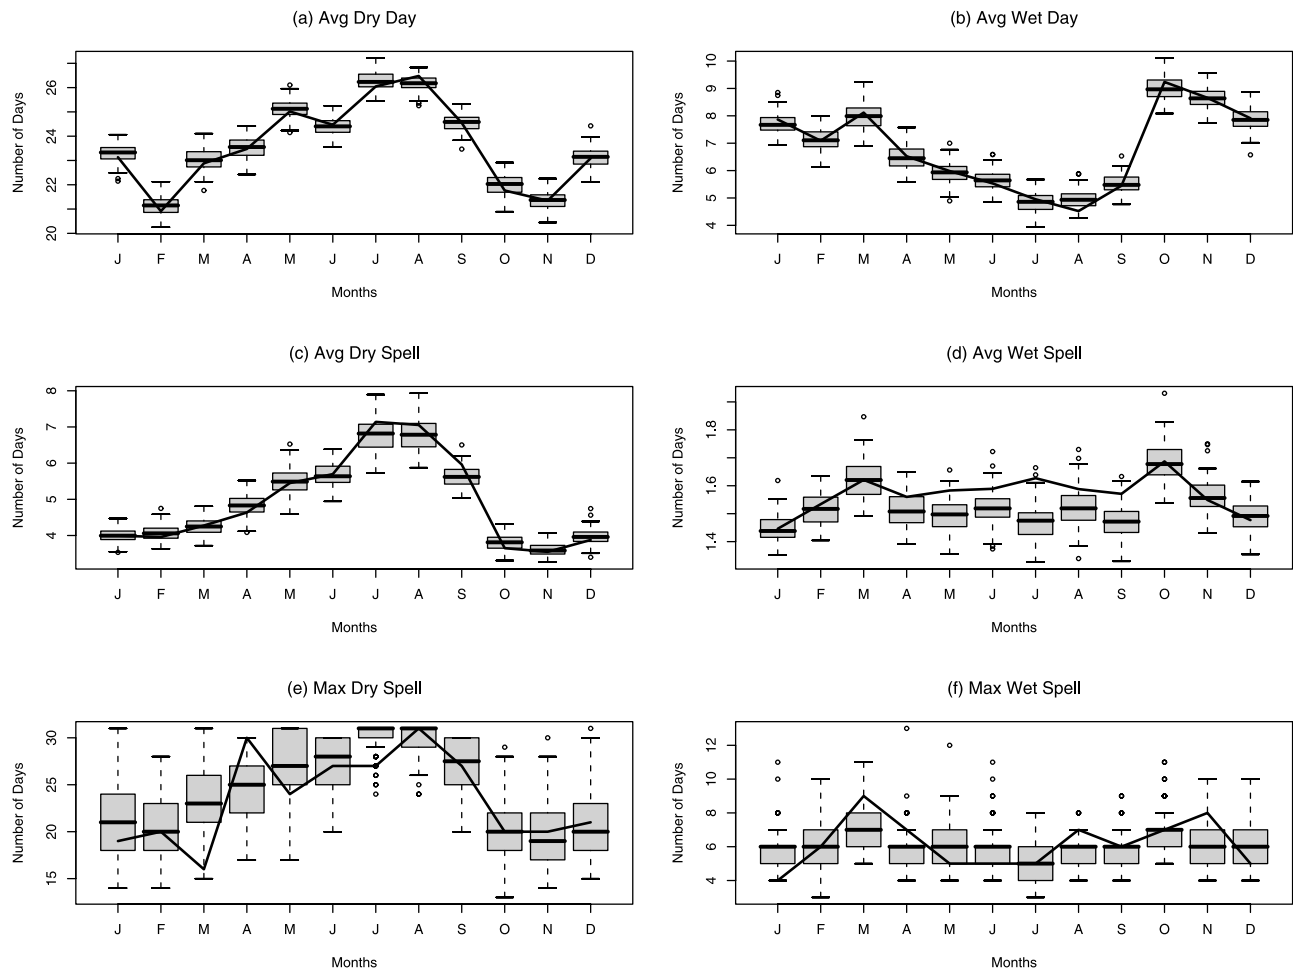 (a) Avg Dry Day
Number of Days
20 22 24 26
J F M A M J J A S O N D
Months
(b) Avg Wet Day
Number of Days
4 5 6 7 8 9 10
J F M A M J J A S O N D
Months
(c) Avg Dry Spell
Number of Days
4 5 6 7 8
J F M A M J J A S O N D
Months
(d) Avg Wet Spell
Number of Days
1.4 1.6 1.8
J F M A M J J A S O N D
Months
(e) Max Dry Spell
Number of Days
15 20 25 30
J F M A M J J A S O N D
Months
(f) Max Wet Spell
Number of Days
4 6 8 10 12
J F M A M J J A S O N D
Months